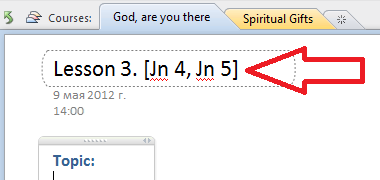 Courses: God, are you there Spiritual Gifts
Lesson 3. [Jn 4, Jn 5]
9 мая 2012 г.
14:00
Topic: